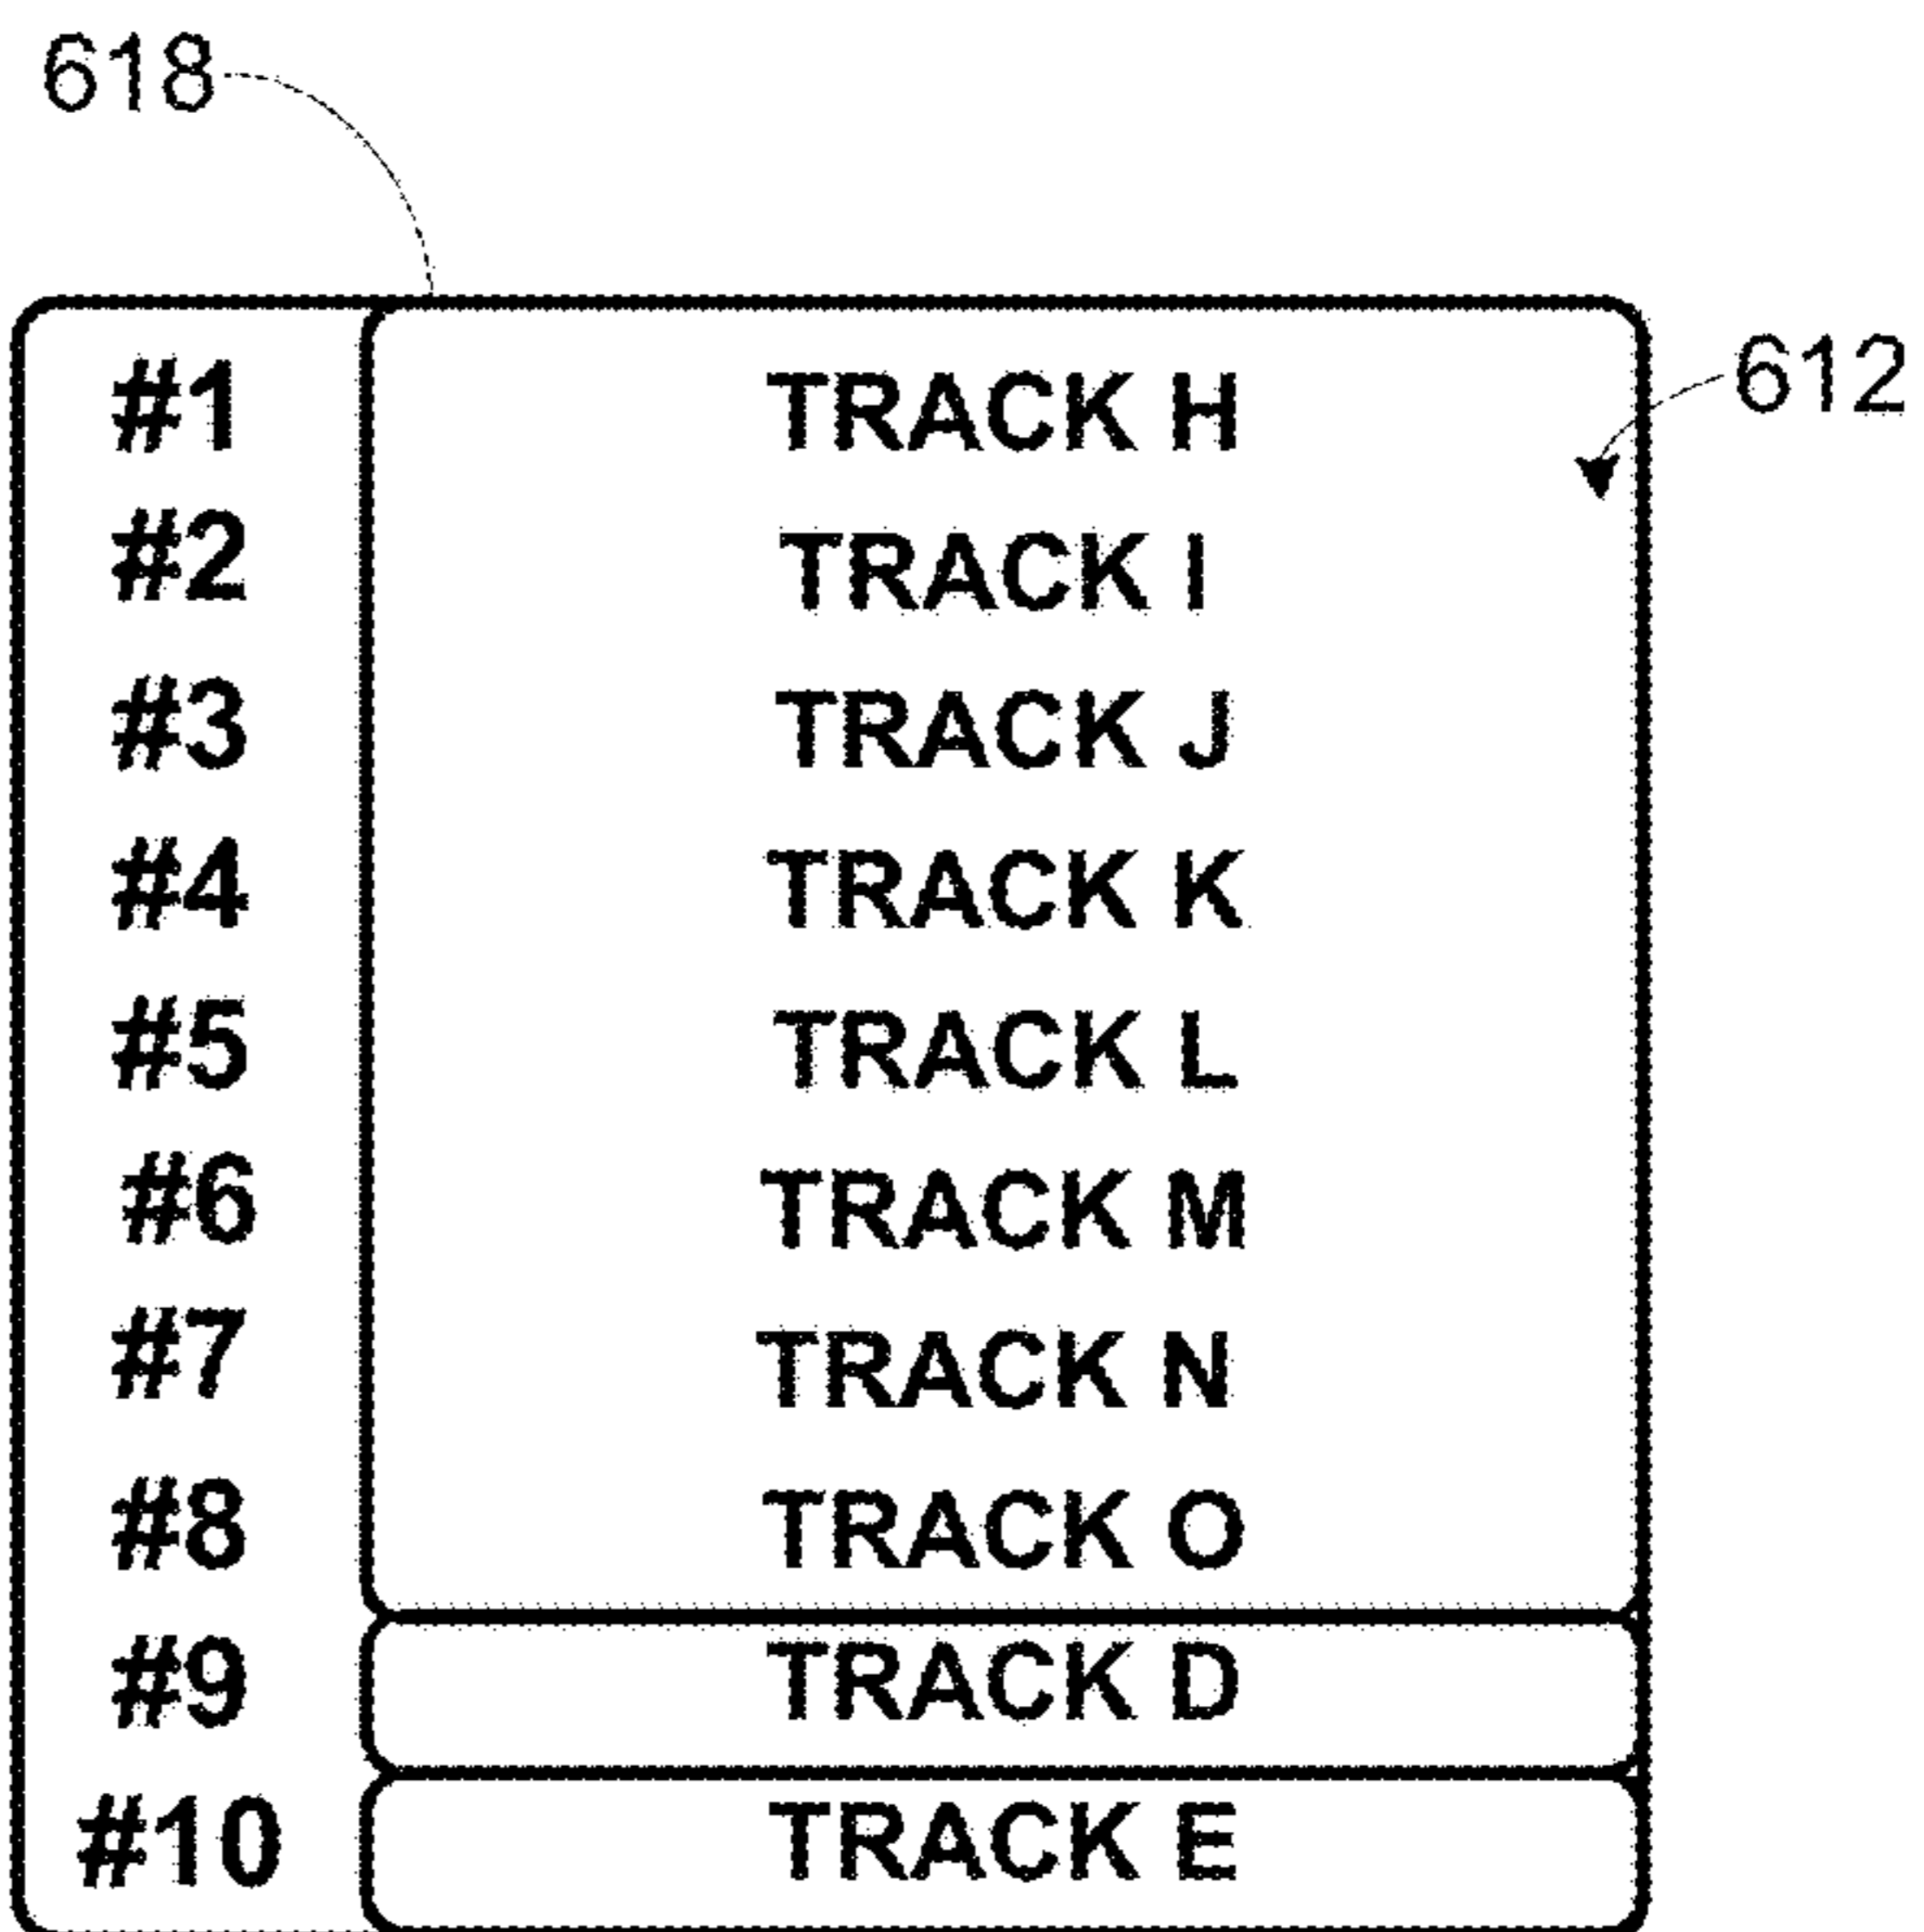 618
612
#1 TRACK H
#2 TRACK I
#3 TRACK J
#4 TRACK K
#5 TRACK L
#6 TRACK M
#7 TRACK N
#8 TRACK O
#9 TRACK D
#10 TRACK E